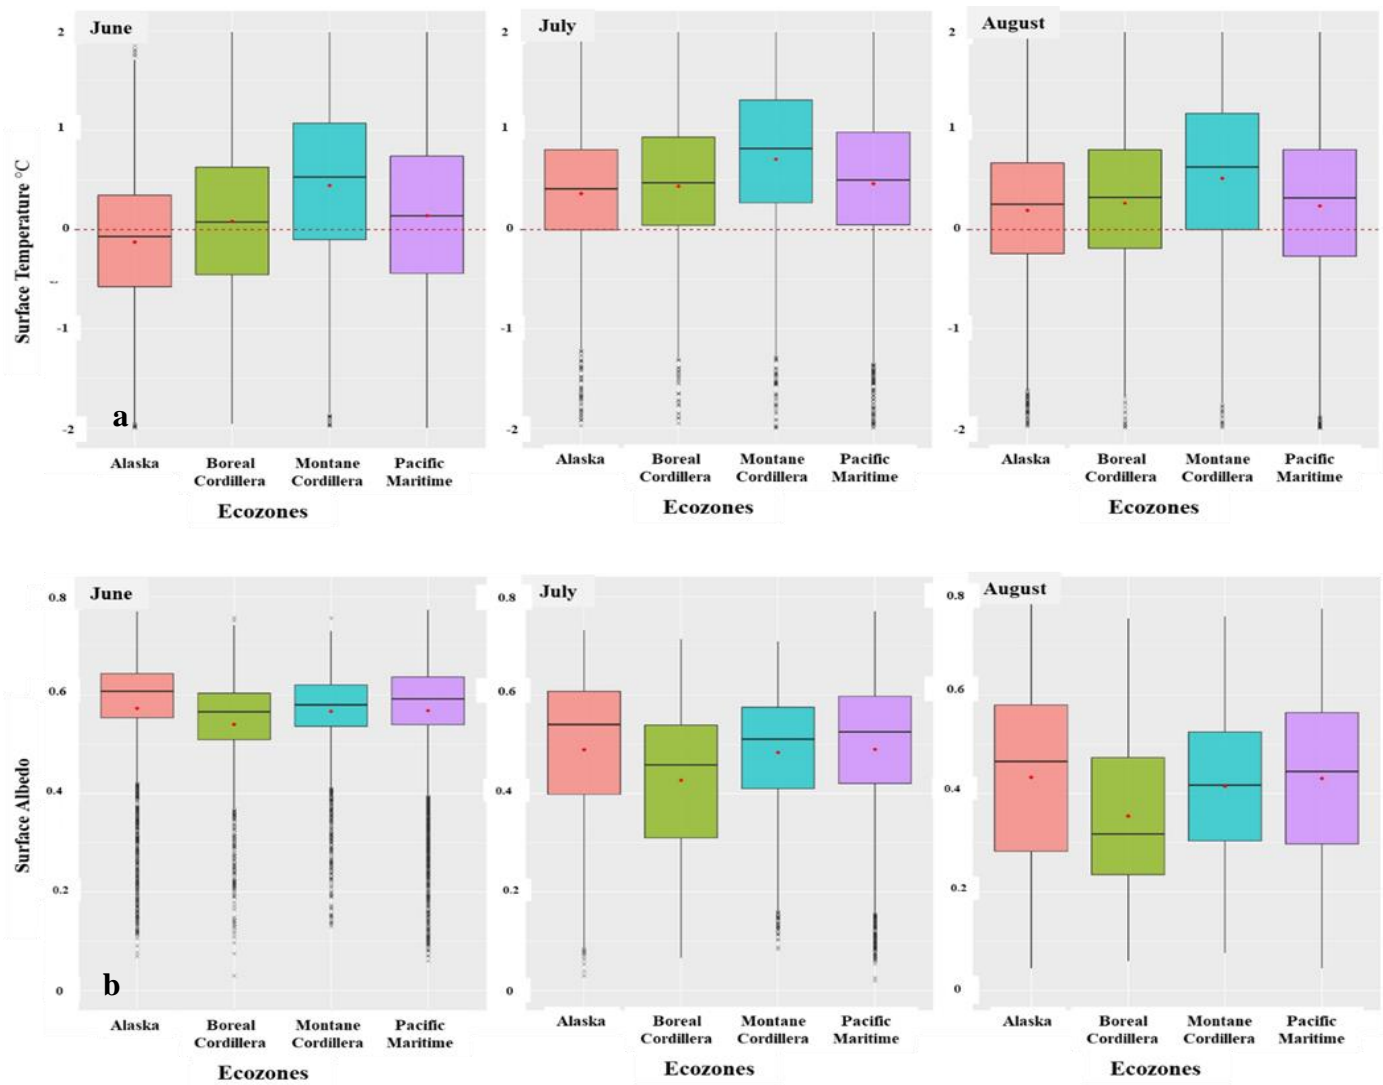 June
July
August
Surface Temperature °C
2
1
0
-1
-2
2
1
0
-1
-2
2
1
0
-1
-2
a
Alaska
Boreal
Cordillera
Montane
Cordillera
Pacific
Maritime
Ecozones
Alaska
Boreal
Cordillera
Montane
Cordillera
Pacific
Maritime
Ecozones
Alaska
Boreal
Cordillera
Montane
Cordillera
Pacific
Maritime
Ecozones
June
July
August
Surface Albedo
0.8
0.6
0.4
0.2
0
0.8
0.6
0.4
0.2
0
0.8
0.6
0.4
0.2
0
b
Alaska
Boreal
Cordillera
Montane
Cordillera
Pacific
Maritime
Ecozones
Alaska
Boreal
Cordillera
Montane
Cordillera
Pacific
Maritime
Ecozones
Alaska
Boreal
Cordillera
Montane
Cordillera
Pacific
Maritime
Ecozones